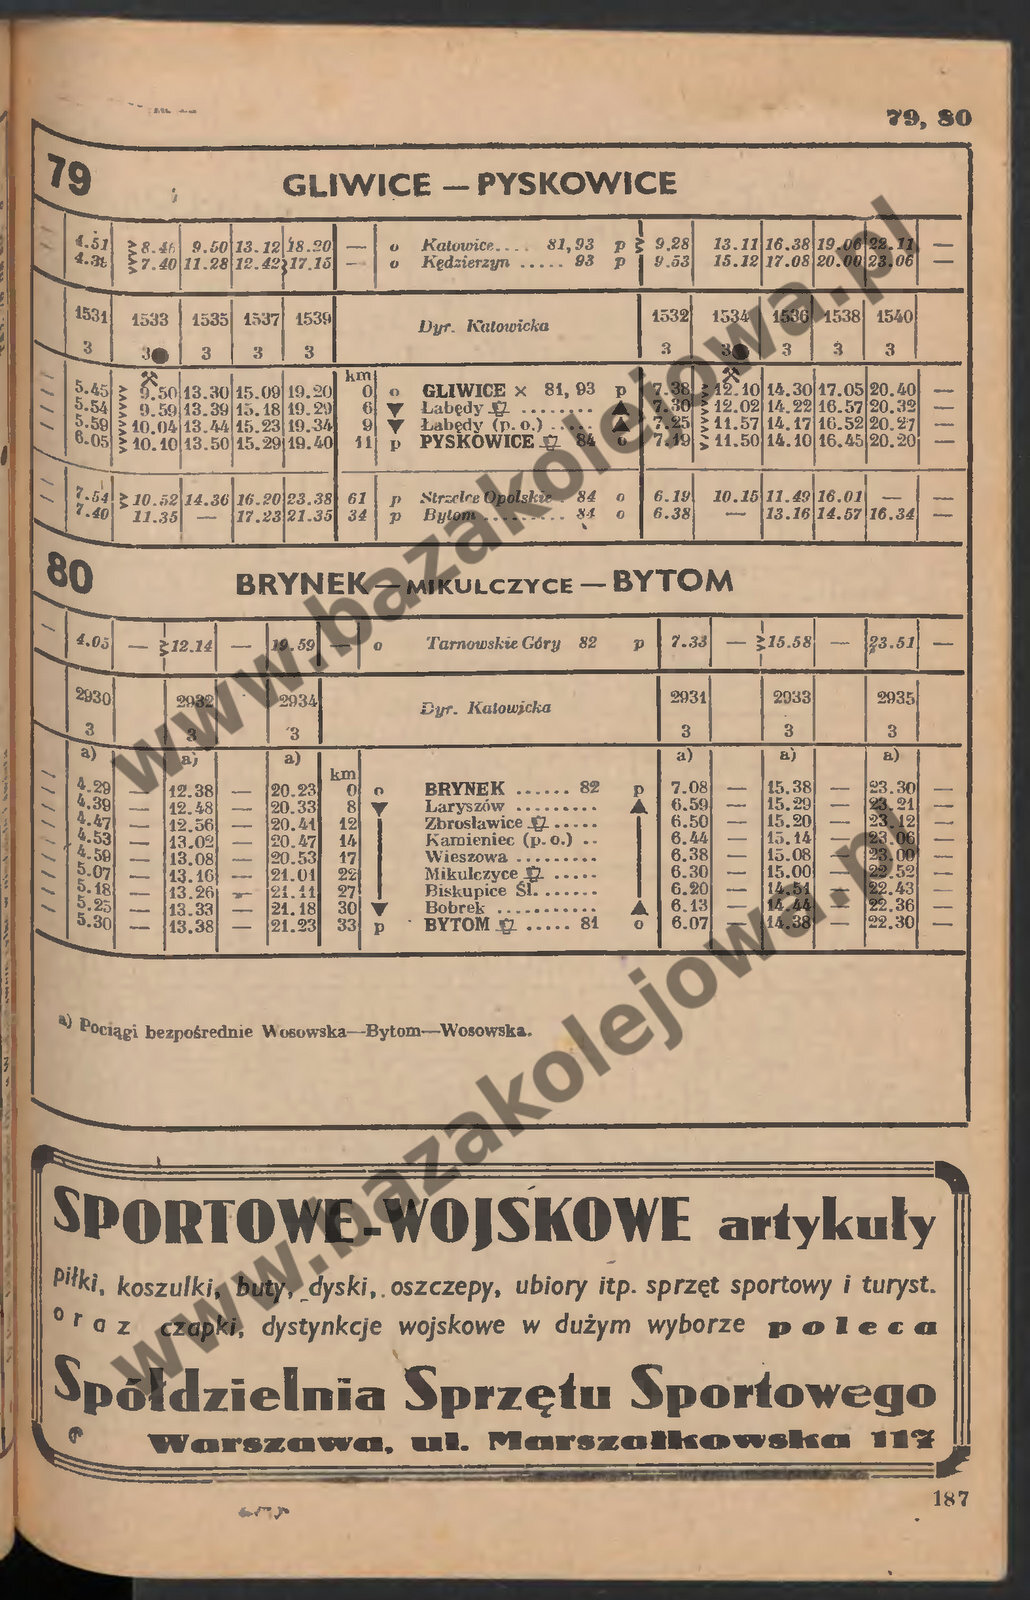 79, 80
79 GLIWICE — PYSKOWICE
4.51 8.46 9.50 13.12 18.20 — o Katowice.... 81,93 p 9.28 13.11 16.38 19.06 22.11 —
7.40 11.28 12.42 17.15 — o Kędzierzyn ..... 93 p 9.53 15.12 17.08 20.00 23.06 —
1531 1533 1535 1537 1539 Dyr. Katowicka 1532 1534 1536 1538 1540
3 3● 3 3 3 3 3● 3 3 3
km
5.45 9.50 13.30 15.09 19.20 0 o GLIWICE × 81, 93 p 7.38 12.10 14.30 17.05 20.40 —
5.54 9.59 13.39 15.18 19.29 6 ▼ Łabędy ......... ▲ 7.30 12.02 14.22 16.57 20.32 —
5.59 10.04 13.44 15.23 19.34 9 ▼ Łabędy (p. o.) ..... ▲ 7.25 11.57 14.17 16.52 20.27 —
6.05 10.10 13.50 15.29 19.40 11 p PYSKOWICE 84 o 7.19 11.50 14.10 16.45 20.20 —
7.54 10.52 14.36 16.20 23.38 61 p Strzelce Opolskie . 84 o 6.19 10.15 11.49 16.01 — —
7.40 11.35 — 17.23 21.35 34 p Bytom .......... 84 o 6.38 — 13.16 14.57 16.34 —
80 BRYNEK — MIKULCZYCE — BYTOM
— 4.05 — 12.14 — 19.59 — o Tarnowskie Góry 82 p 7.33 — 15.58 — 23.51 —
2930 2932 2934 Dyr. Katowicka 2931 2933 2935
3 3 3 3 3 3
a) a) a) a) a) a)
km
4.29 — 12.38 — 20.23 0 o BRYNEK ...... 82 p 7.08 — 15.38 — 23.30 —
4.39 — 12.48 — 20.33 8 ▼ Laryszów .......... ▲ 6.59 — 15.29 — 23.21 —
4.47 — 12.56 — 20.41 12 Zbrosławice ..... 6.50 — 15.20 — 23.12 —
4.53 — 13.02 — 20.47 14 Kamieniec (p. o.) .. 6.44 — 15.14 — 23.06 —
4.59 — 13.08 — 20.53 17 Wieszowa .......... 6.38 — 15.08 — 23.00 —
5.07 — 13.16 — 21.01 22 Mikulczyce ..... 6.30 — 15.00 — 22.52 —
5.18 — 13.26 — 21.11 27 Biskupice Śl. ...... 6.20 — 14.51 — 22.43 —
5.25 — 13.33 — 21.18 30 ▼ Bobrek ............ ▲ 6.13 — 14.44 — 22.36 —
5.30 — 13.38 — 21.23 33 p BYTOM ..... 81 o 6.07 — 14.38 — 22.30 —
a) Pociągi bezpośrednie Wosowska—Bytom—Wosowska.
SPORTOWE-WOJSKOWE artykuły
piłki, koszulki, buty, dyski, oszczepy, ubiory itp. sprzęt sportowy i turyst.
oraz czapki, dystynkcje wojskowe w dużym wyborze poleca
Spółdzielnia Sprzętu Sportowego
Warszawa, ul. Marszałkowska 117
187
www.bazakolejowa.pl
www.bazakolejowa.pl